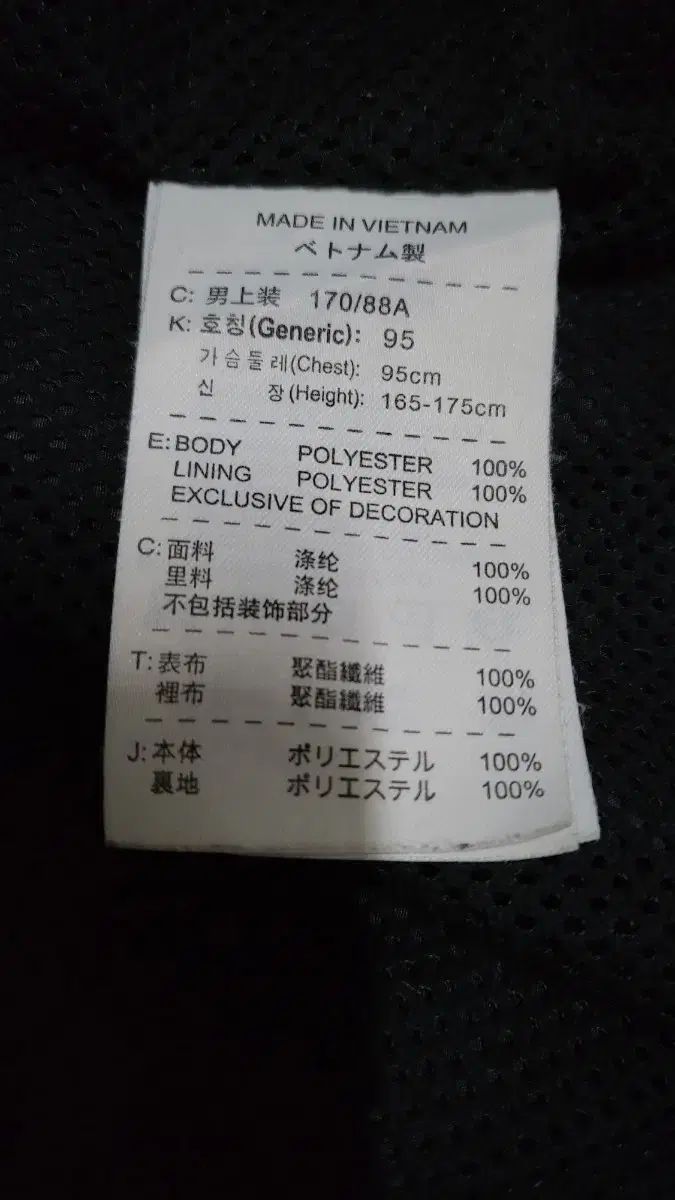 MADE IN VIETNAM
ベトナム製
C: 男上装 170/88A
K: 호칭(Generic): 95
가슴둘레(Chest): 95cm
신 장(Height): 165-175cm
E: BODY POLYESTER 100%
LINING POLYESTER 100%
EXCLUSIVE OF DECORATION
C: 面料 涤纶 100%
里料 涤纶 100%
不包括装饰部分
T: 表布 聚酯纖維 100%
裡布 聚酯纖維 100%
J: 本体 ポリエステル 100%
裏地 ポリエステル 100%